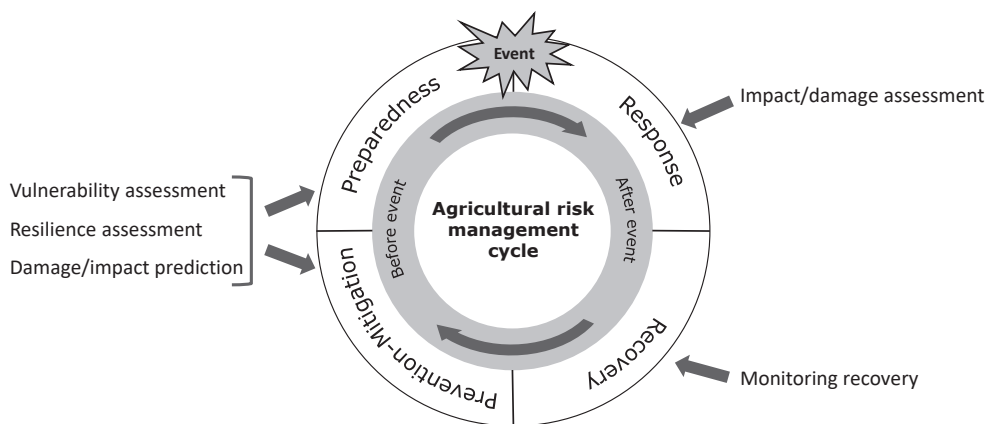 Event
Preparedness
Response
Impact/damage assessment
Vulnerability assessment
Resilience assessment
Damage/impact prediction
Before event
Agricultural risk
management
cycle
After event
Prevention-Mitigation
Recovery
Monitoring recovery